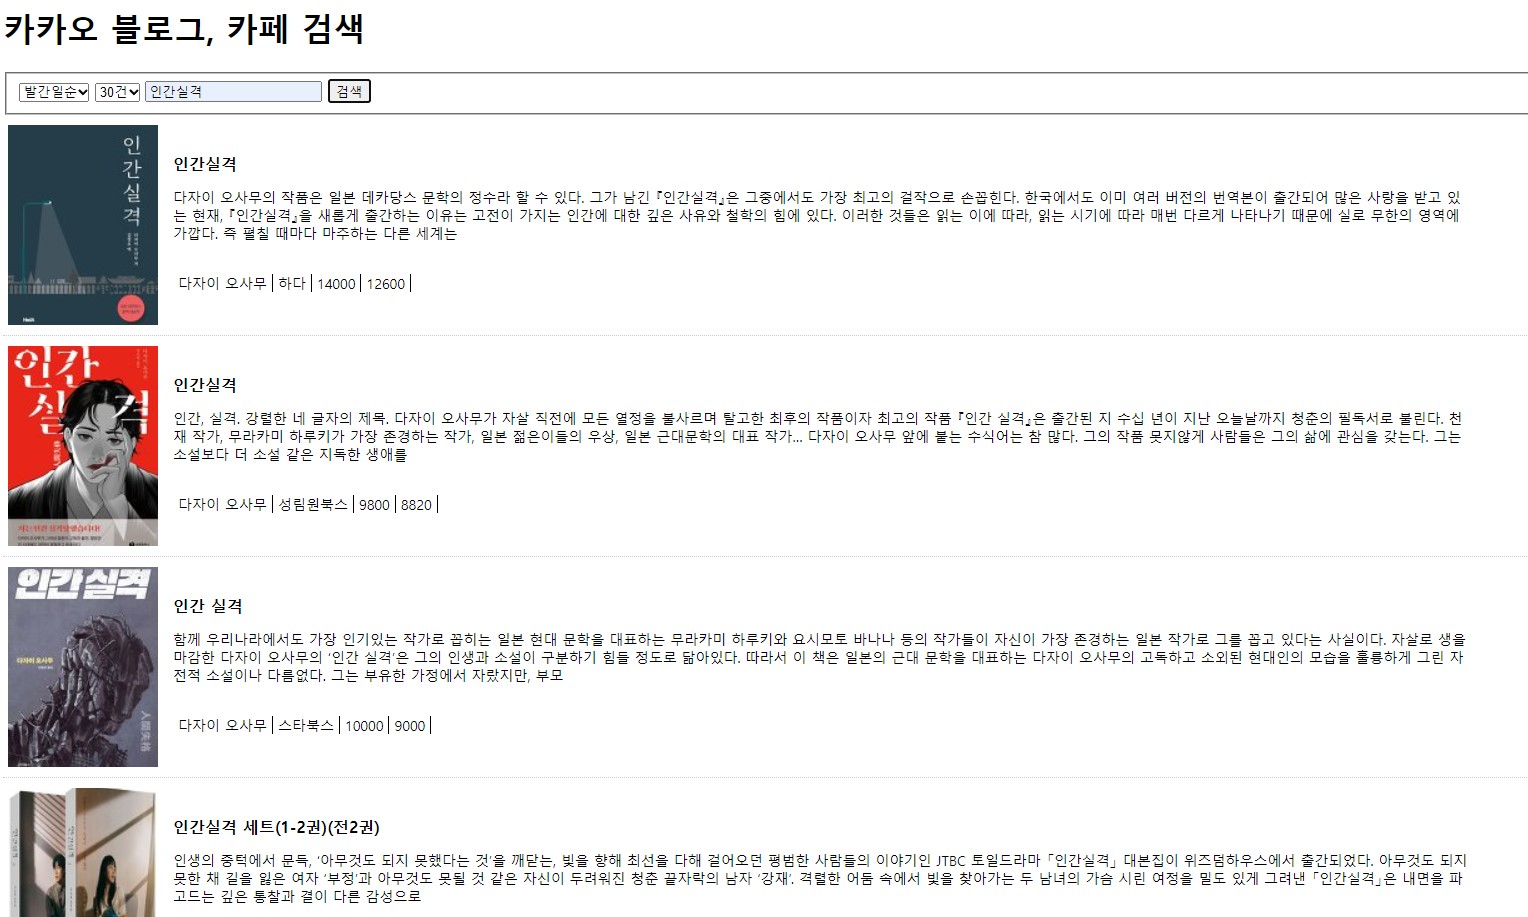 카카오 블로그, 카페 검색
발간일순 30건 인간실격 검색
인간실격
인간실격
다자이 오사무의 작품은 일본 데카당스 문학의 정수라 할 수 있다. 그가 남긴 『인간실격』은 그중에서도 가장 최고의 걸작으로 손꼽힌다. 한국에서도 이미 여러 버전의 번역본이 출간되어 많은 사랑을 받고 있
는 현재, 『인간실격』을 새롭게 출간하는 이유는 고전이 가지는 인간에 대한 깊은 사유와 철학의 힘에 있다. 이러한 것들은 읽는 이에 따라, 읽는 시기에 따라 매번 다르게 나타나기 때문에 실로 무한의 영역에
가깝다. 즉 펼칠 때마다 마주하는 다른 세계는
다자이 오사무 | 하다 | 14000 | 12600 |
인간
실격
인간실격
인간, 실격. 강렬한 네 글자의 제목. 다자이 오사무가 자살 직전에 모든 열정을 불사르며 탈고한 최후의 작품이자 최고의 작품 『인간 실격』은 출간된 지 수십 년이 지난 오늘날까지 청춘의 필독서로 불린다. 천
재 작가, 무라카미 하루키가 가장 존경하는 작가, 일본 젊은이들의 우상, 일본 근대문학의 대표 작가... 다자이 오사무 앞에 붙는 수식어는 참 많다. 그의 작품 못지않게 사람들은 그의 삶에 관심을 갖는다. 그는
소설보다 더 소설 같은 지독한 생애를
다자이 오사무 | 성림원북스 | 9800 | 8820 |
인간 실격
다자이 오사무
人間失格
인간 실격
함께 우리나라에서도 가장 인기있는 작가로 꼽히는 일본 현대 문학을 대표하는 무라카미 하루키와 요시모토 바나나 등의 작가들이 자신이 가장 존경하는 일본 작가로 그를 꼽고 있다는 사실이다. 자살로 생을
마감한 다자이 오사무의 ‘인간 실격’은 그의 인생과 소설이 구분하기 힘들 정도로 닮아있다. 따라서 이 책은 일본의 근대 문학을 대표하는 다자이 오사무의 고독하고 소외된 현대인의 모습을 훌륭하게 그린 자
전적 소설이나 다름없다. 그는 부유한 가정에서 자랐지만, 부모
다자이 오사무 | 스타북스 | 10000 | 9000 |
인간실격 세트(1-2권)(전2권)
인생의 중턱에서 문득, ‘아무것도 되지 못했다는 것’을 깨닫는, 빛을 향해 최선을 다해 걸어오던 평범한 사람들의 이야기인 JTBC 토일드라마 「인간실격」 대본집이 위즈덤하우스에서 출간되었다. 아무것도 되지
못한 채 길을 잃은 여자 ‘부정’과 아무것도 못될 것 같은 자신이 두려워진 청춘 끝자락의 남자 ‘강재’. 격렬한 어둠 속에서 빛을 찾아가는 두 남녀의 가슴 시린 여정을 밀도 있게 그려낸 「인간실격」은 내면을 파
고드는 깊은 통찰과 결이 다른 감성으로